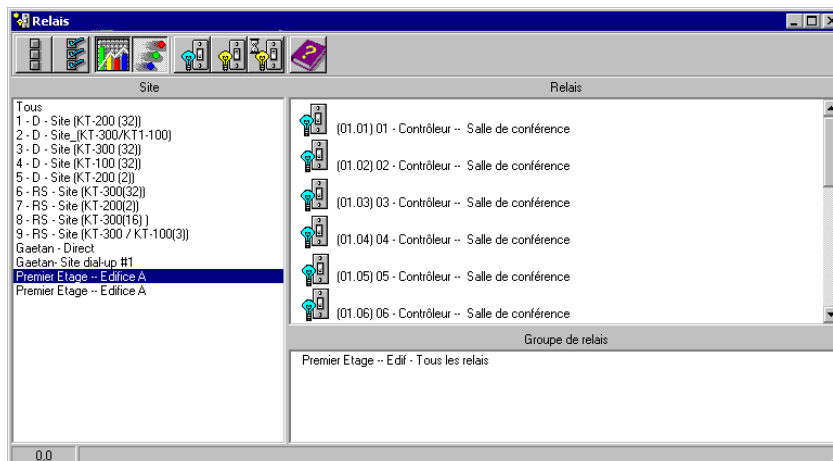 Relais
Site
Relais
Tous
1 - D - Site (KT-200 (32))
2 - D - Site_(KT-300/KT1-100)
3 - D - Site (KT-300 (32))
4 - D - Site (KT-100 (32))
5 - D - Site (KT-200 (2))
6 - RS - Site (KT-300(32))
7 - RS - Site (KT-200(2))
8 - RS - Site (KT-300(16) )
9 - RS - Site (KT-300 / KT-100(3))
Gaetan - Direct
Gaetan- Site dial-up #1
Premier Etage -- Edifice A
Premier Etage -- Edifice A
(01.01) 01 - Contrôleur -- Salle de conférence
(01.02) 02 - Contrôleur -- Salle de conférence
(01.03) 03 - Contrôleur -- Salle de conférence
(01.04) 04 - Contrôleur -- Salle de conférence
(01.05) 05 - Contrôleur -- Salle de conférence
(01.06) 06 - Contrôleur -- Salle de conférence
Groupe de relais
Premier Etage -- Edif - Tous les relais
0,0